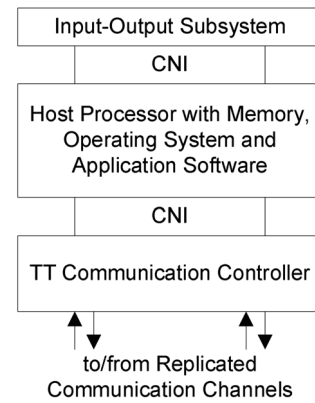 Input-Output Subsystem
CNI
Host Processor with Memory,
Operating System and
Application Software
CNI
TT Communication Controller
to/from Replicated
Communication Channels